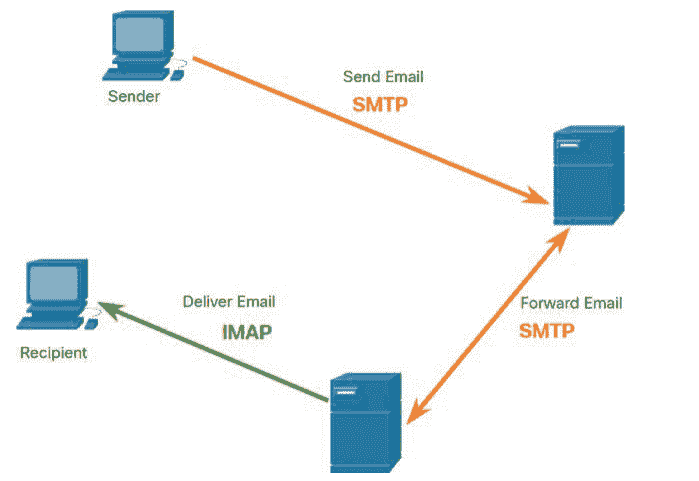 Sender
Send Email
SMTP
Forward Email
SMTP
Deliver Email
IMAP
Recipient